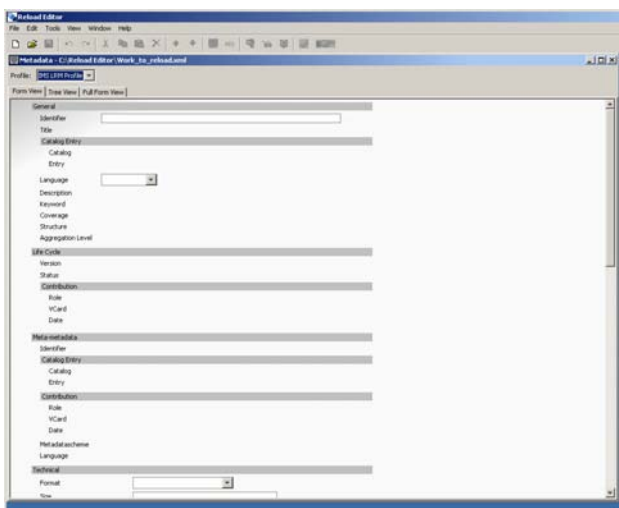 Reload Editor
File Edit Tools View Window Help
Metadata - C:\Reload Editor\Work_to_reload.xml
Profile: IMS LRM Profile
Form View Tree View Full Form View
General
Identifier
Title
Catalog Entry
Catalog
Entry
Language
Description
Keyword
Coverage
Structure
Aggregation Level
Life Cycle
Version
Status
Contribution
Role
VCard
Date
Meta-metadata
Identifier
Catalog Entry
Catalog
Entry
Contribution
Role
VCard
Date
Metadatascheme
Language
Technical
Format
Size